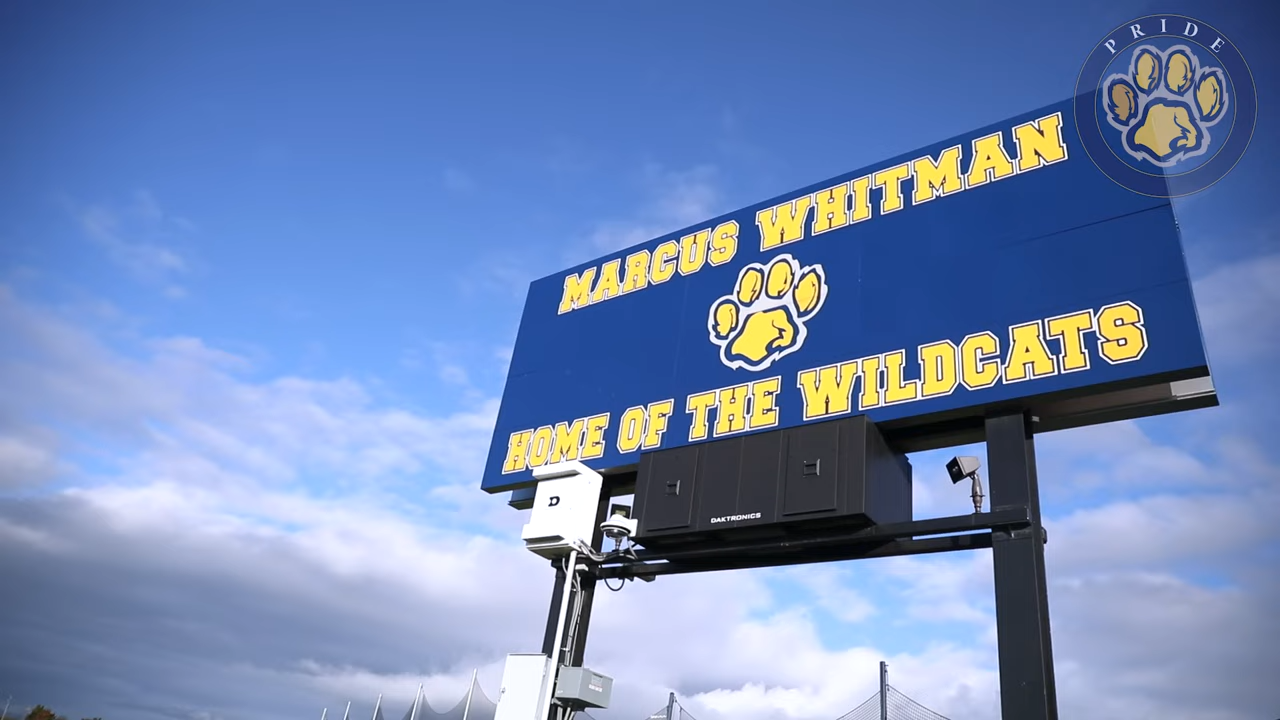 PRIDE
MARCUS WHITMAN
HOME OF THE WILDCATS
D
DAKTRONICS